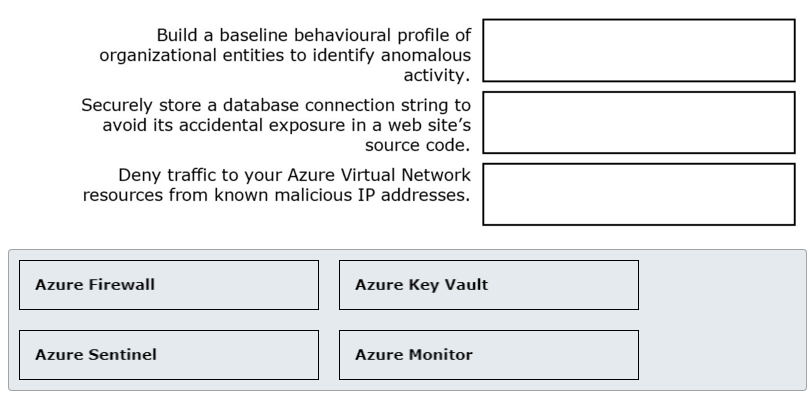 Build a baseline behavioural profile of
organizational entities to identify anomalous
activity.
Securely store a database connection string to
avoid its accidental exposure in a web site’s
source code.
Deny traffic to your Azure Virtual Network
resources from known malicious IP addresses.
Azure Firewall
Azure Key Vault
Azure Sentinel
Azure Monitor